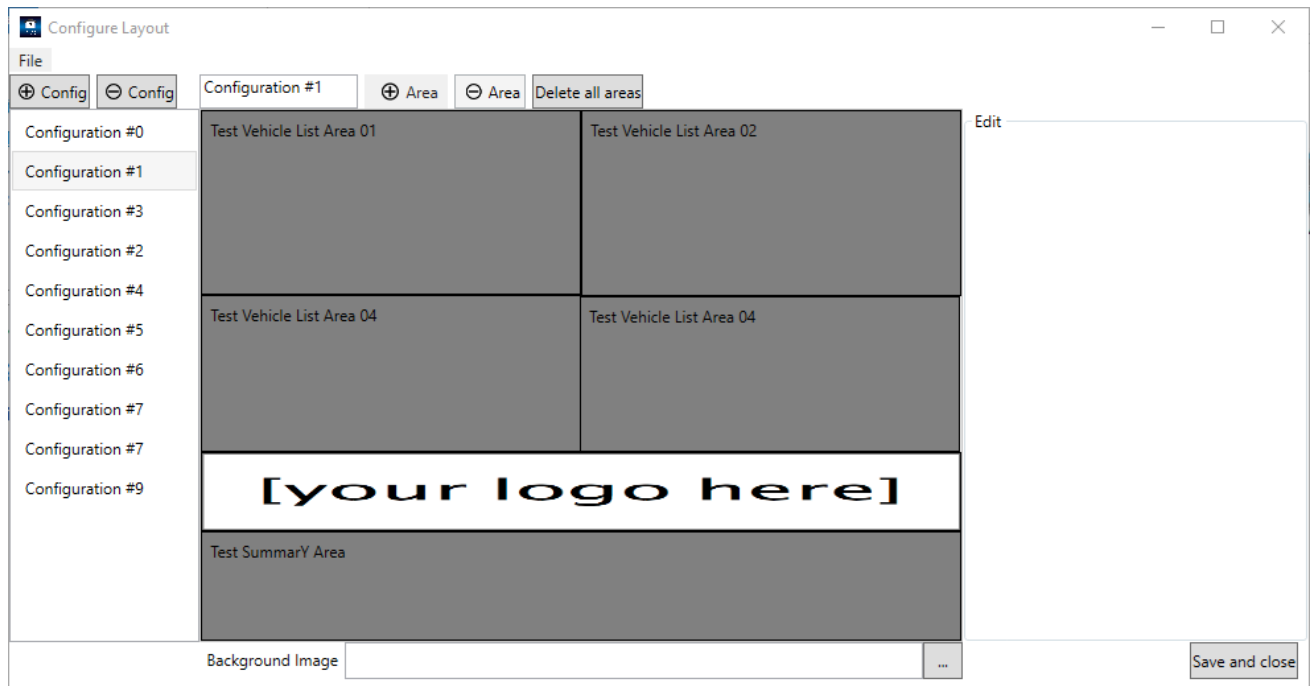 Configure Layout
File
Config
Config
Configuration #1
Area
Area
Delete all areas
Configuration #0
Configuration #1
Configuration #3
Configuration #2
Configuration #4
Configuration #5
Configuration #6
Configuration #7
Configuration #7
Configuration #9
Test Vehicle List Area 01
Test Vehicle List Area 02
Test Vehicle List Area 04
Test Vehicle List Area 04
[your logo here]
Test SummarY Area
Edit
Background Image
...
Save and close